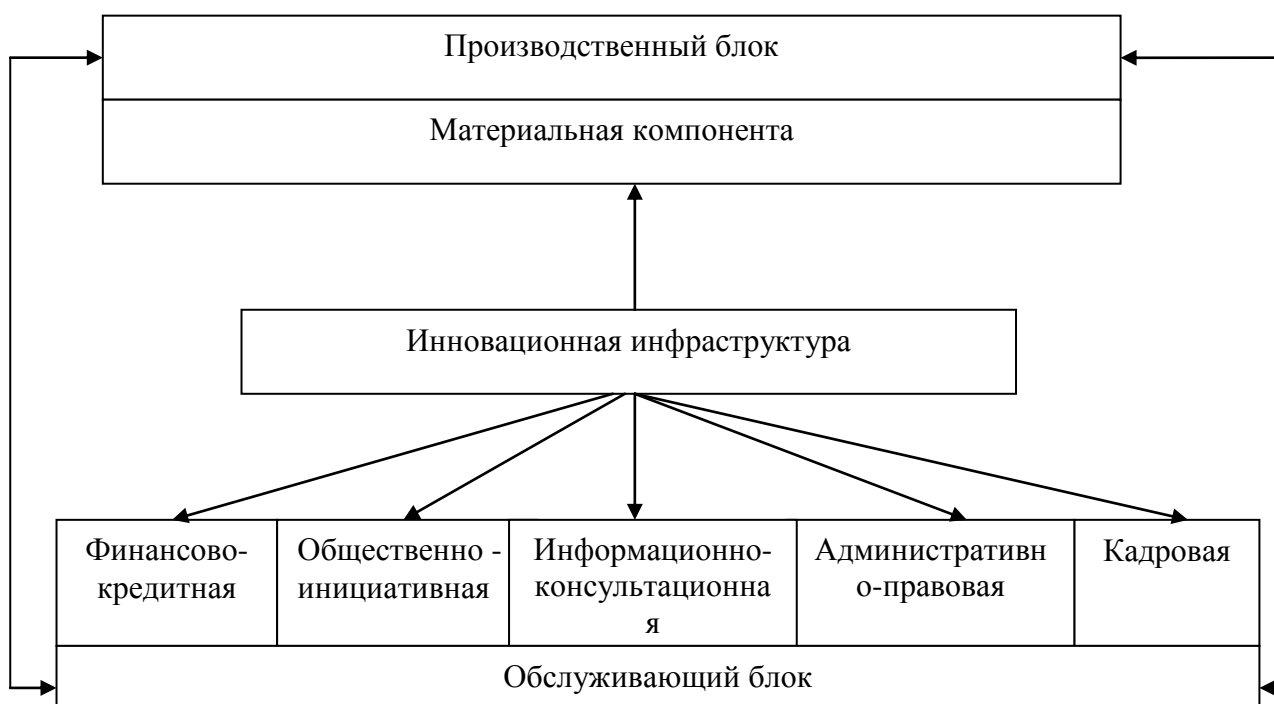 Производственный блок
Материальная компонента
Инновационная инфраструктура
Финансово-
кредитная
Общественно -
инициативная
Информационно-
консультационна
я
Административн
о-правовая
Кадровая
Обслуживающий блок